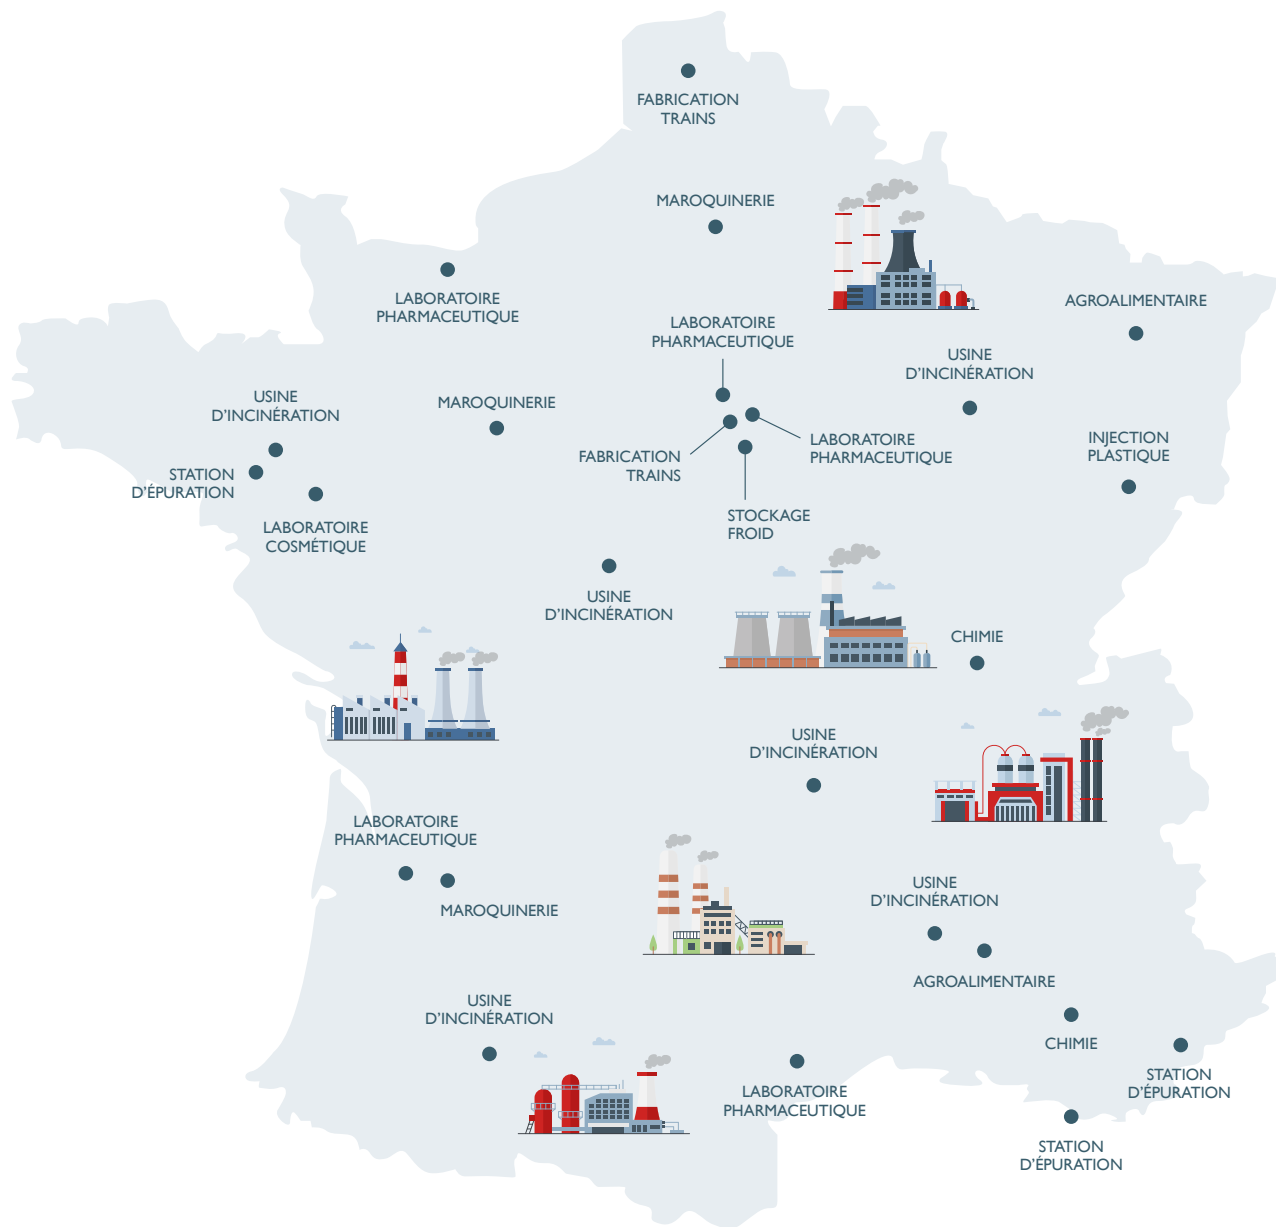 FABRICATION
TRAINS
MAROQUINERIE
LABORATOIRE
PHARMACEUTIQUE
AGROALIMENTAIRE
LABORATOIRE
PHARMACEUTIQUE
USINE
D'INCINÉRATION
USINE
D'INCINÉRATION
MAROQUINERIE
INJECTION
PLASTIQUE
LABORATOIRE
PHARMACEUTIQUE
FABRICATION
TRAINS
STATION
D'ÉPURATION
STOCKAGE
FROID
LABORATOIRE
COSMÉTIQUE
USINE
D'INCINÉRATION
CHIMIE
USINE
D'INCINÉRATION
LABORATOIRE
PHARMACEUTIQUE
USINE
D'INCINÉRATION
MAROQUINERIE
AGROALIMENTAIRE
USINE
D'INCINÉRATION
CHIMIE
STATION
D'ÉPURATION
LABORATOIRE
PHARMACEUTIQUE
STATION
D'ÉPURATION